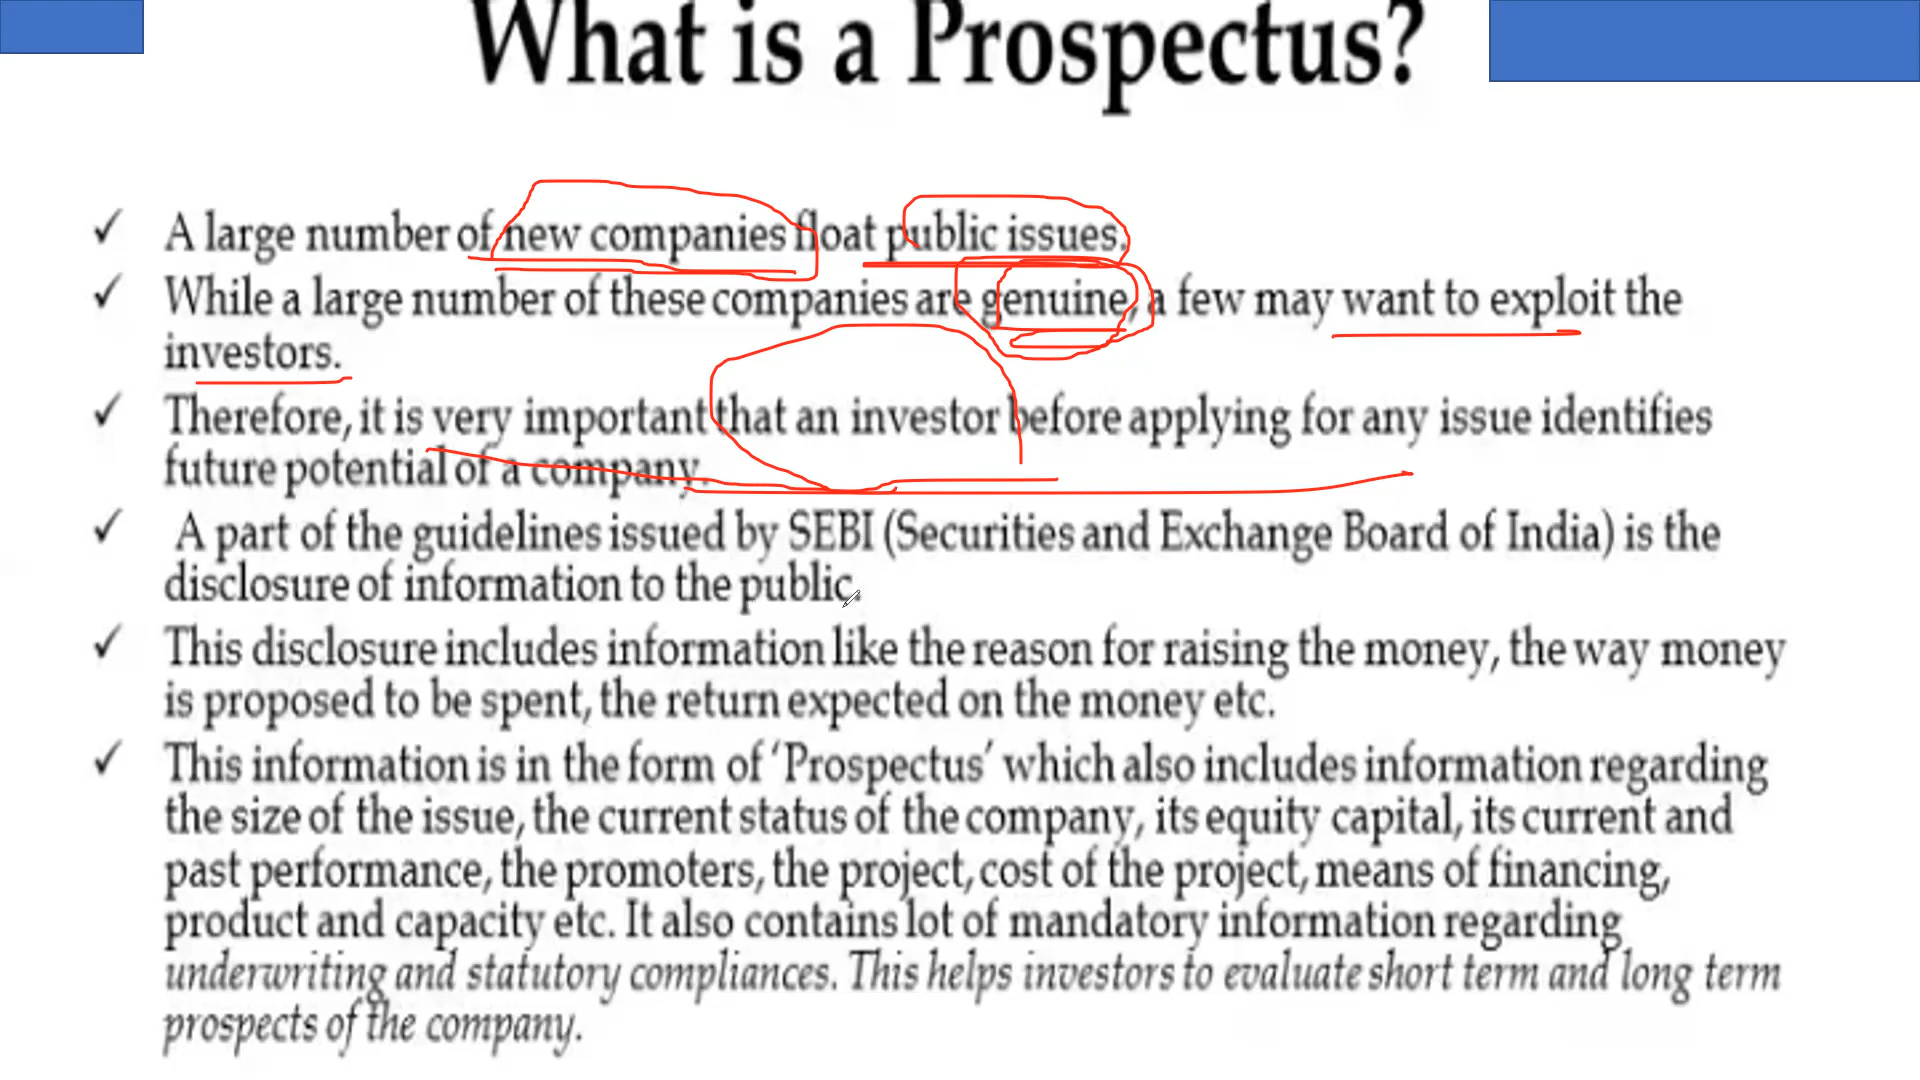 What is a Prospectus?
✓ A large number of new companies float public issues.
✓ While a large number of these companies are genuine, a few may want to exploit the
investors.
✓ Therefore, it is very important that an investor before applying for any issue identifies
future potential of a company.
✓ A part of the guidelines issued by SEBI (Securities and Exchange Board of India) is the
disclosure of information to the public.
✓ This disclosure includes information like the reason for raising the money, the way money
is proposed to be spent, the return expected on the money etc.
✓ This information is in the form of ‘Prospectus’ which also includes information regarding
the size of the issue, the current status of the company, its equity capital, its current and
past performance, the promoters, the project, cost of the project, means of financing,
product and capacity etc. It also contains lot of mandatory information regarding
underwriting and statutory compliances. This helps investors to evaluate short term and long term
prospects of the company.